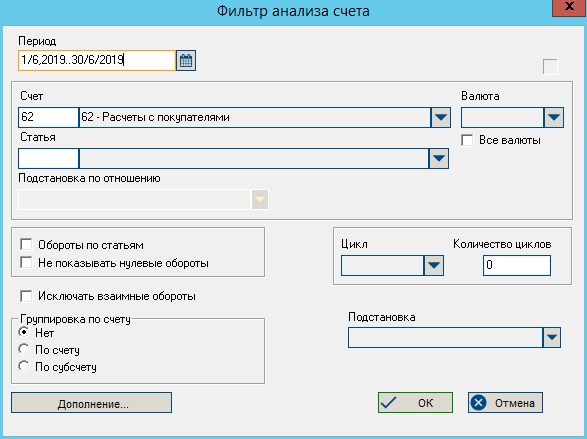 Фильтр анализа счета
Период
1/6,2019..30/6/2019
Счет
Валюта
62
62 - Расчеты с покупателями
Статья
Все валюты
Подстановка по отношению
Обороты по статьям
Не показывать нулевые обороты
Цикл
Количество циклов
0
Исключать взаимные обороты
Группировка по счету
Нет
По счету
По субсчету
Подстановка
Дополнение...
OK
Отмена